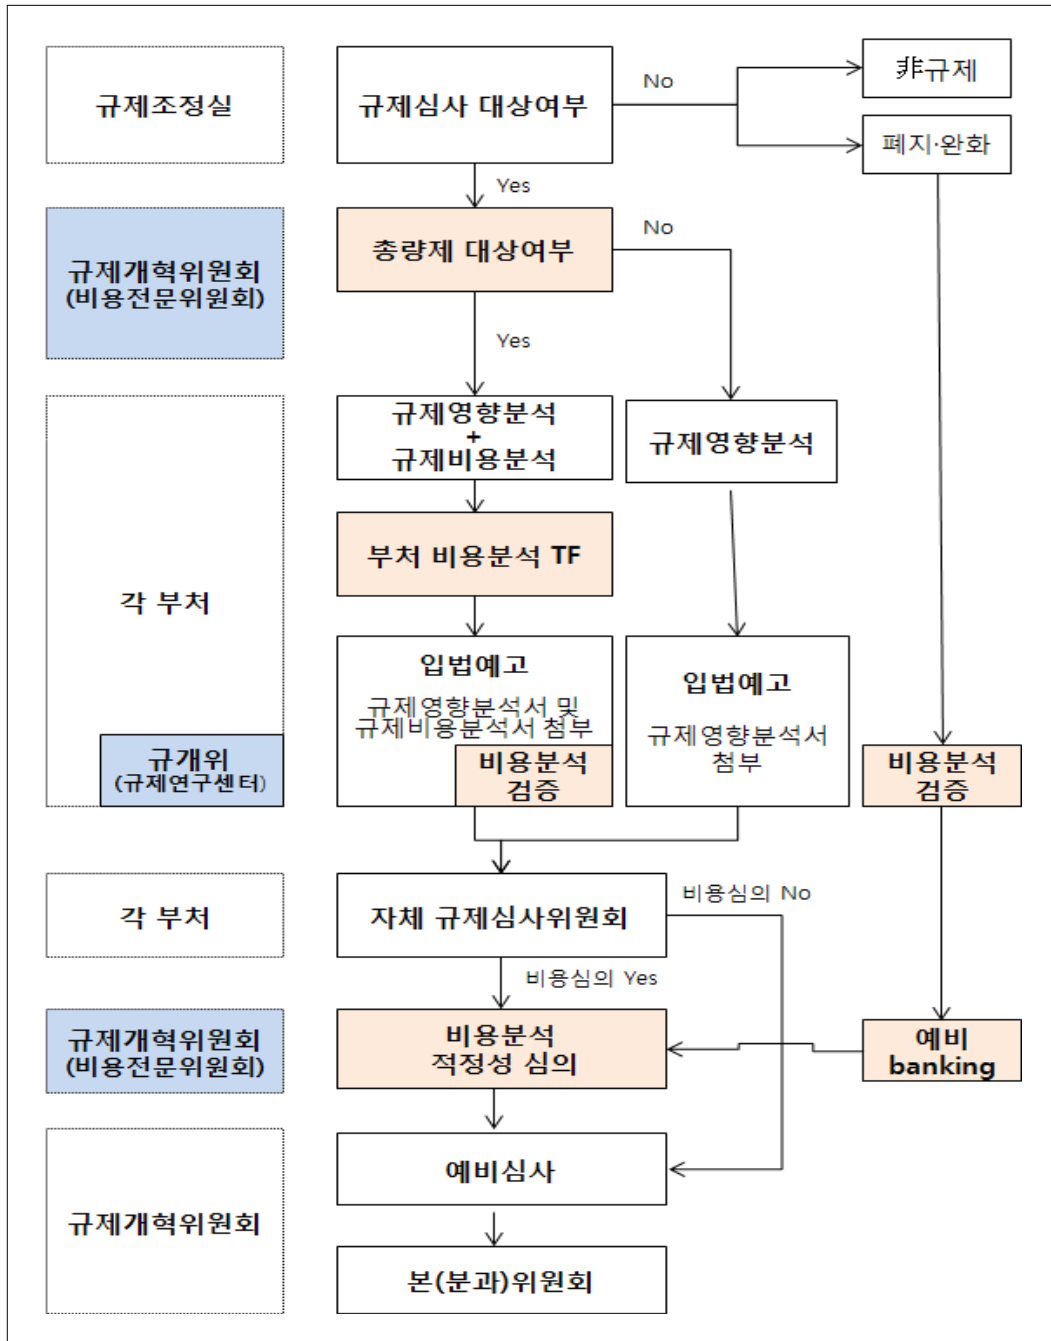 규제조정실
규제심사 대상여부
No
非규제
폐지·완화
Yes
규제개혁위원회
(비용전문위원회)
총량제 대상여부
No
Yes
각 부처
규제영향분석
+
규제비용분석
규제영향분석
부처 비용분석 TF
입법예고
규제영향분석서 및
규제비용분석서 첨부
비용분석
검증
입법예고
규제영향분석서
첨부
비용분석
검증
규개위
(규제연구센터)
각 부처
자체 규제심사위원회
비용심의 No
비용심의 Yes
규제개혁위원회
(비용전문위원회)
비용분석
적정성 심의
예비
banking
규제개혁위원회
예비심사
본(분과)위원회